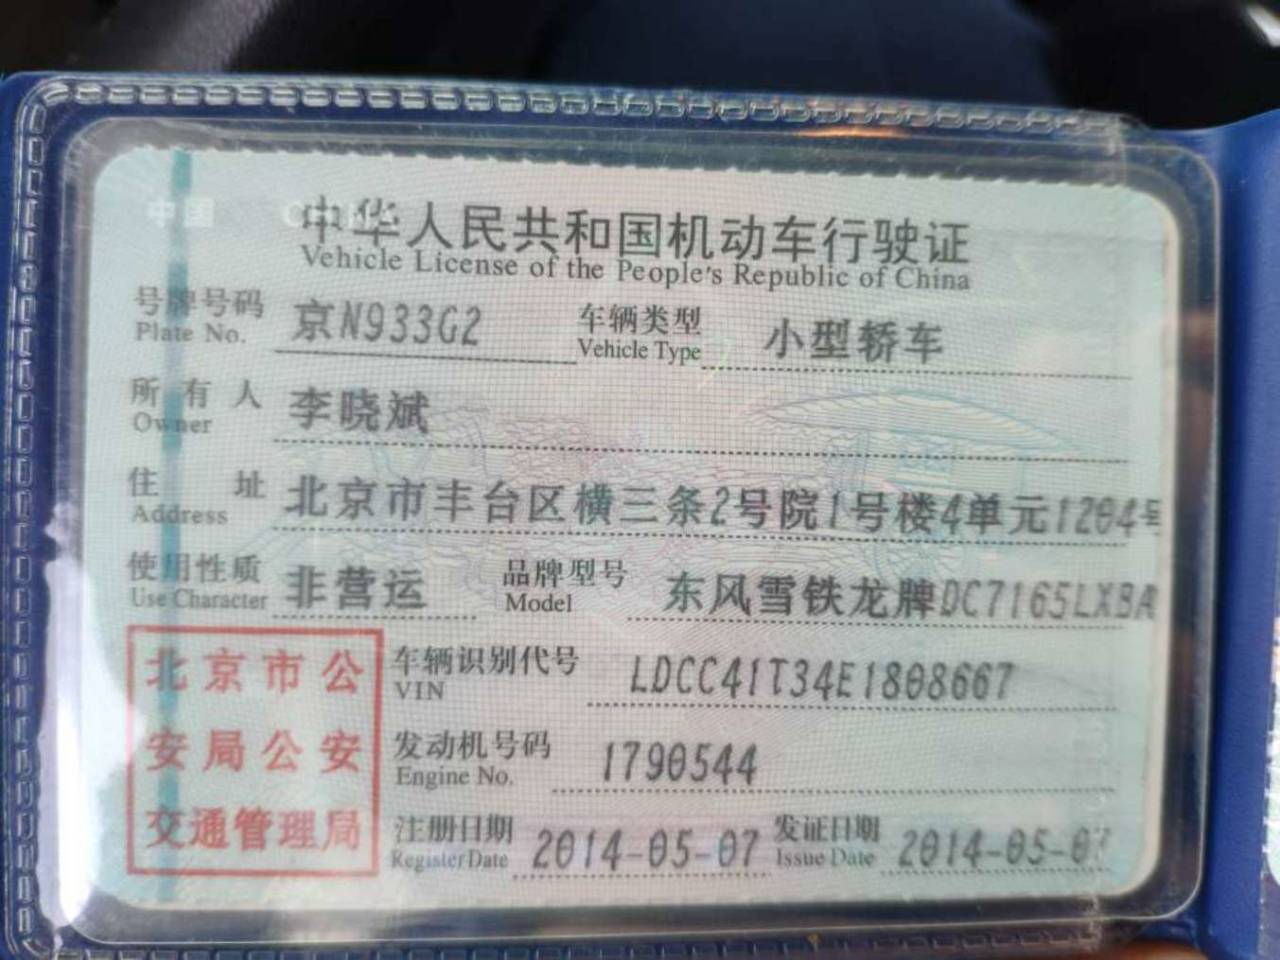 中国 C
中华人民共和国机动车行驶证
Vehicle License of the People's Republic of China
号牌号码 京N933G2 车辆类型 小型轿车
Plate No. Vehicle Type
所有人 李晓斌
Owner
住址 北京市丰台区横三条2号院1号楼4单元1204号
Address
使用性质 非营运 品牌型号 东风雪铁龙牌DC7165LXBA
Use Character Model
北京市公
安局公安
交通管理局
车辆识别代号 LDCC41T34E1808667
VIN
发动机号码 1790544
Engine No.
注册日期 2014-05-07 发证日期 2014-05-07
Register Date Issue Date